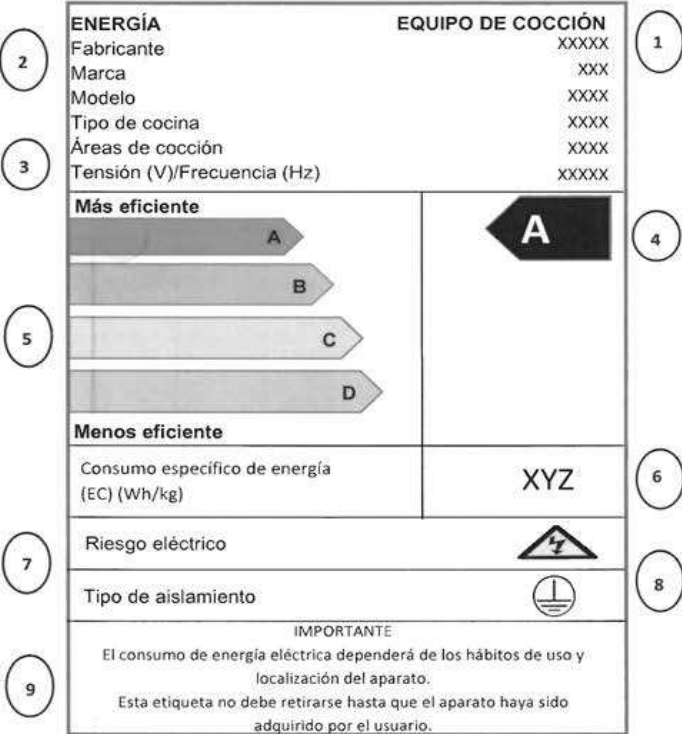 ENERGÍA EQUIPO DE COCCIÓN
1
Fabricante XXXXX
2
Marca XXX
Modelo XXXX
Tipo de cocina XXXX
Áreas de cocción XXXX
3
Tensión (V)/Frecuencia (Hz) XXXXX
Más eficiente
A
A
4
B
5
C
D
Menos eficiente
Consumo específico de energía
(EC) (Wh/kg)
XYZ
6
Riesgo eléctrico
7
Tipo de aislamiento
8
IMPORTANTE
El consumo de energía eléctrica dependerá de los hábitos de uso y
localización del aparato.
9
Esta etiqueta no debe retirarse hasta que el aparato haya sido
adquirido por el usuario.